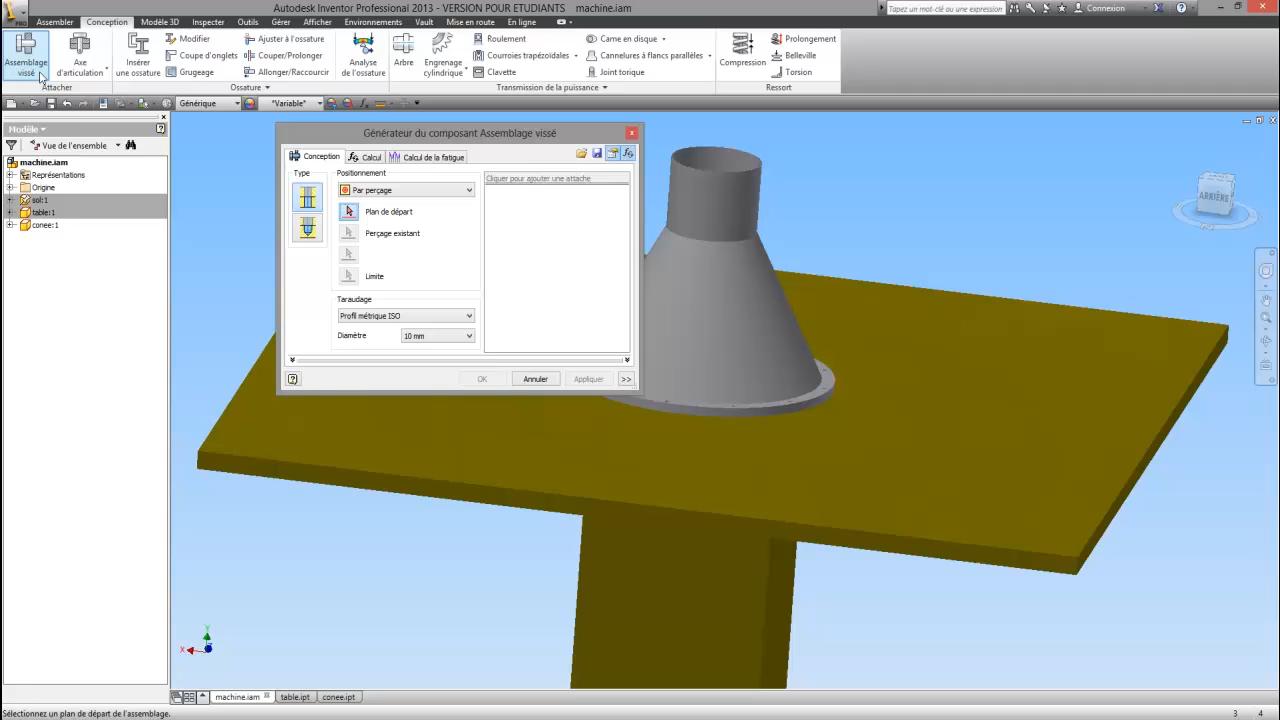 Autodesk Inventor Professional 2013 - VERSION POUR ETUDIANTS machine.iam
Tapez un mot-clé ou une expression
Connexion
PRO
Assembler Conception Modèle 3D Inspecter Outils Gérer Afficher Environnements Vault Mise en route En ligne
Assemblage vissé
Axe d'articulation
Insérer une ossature
Modifier
Coupe d'onglets
Grugeage
Ajuster à l'ossature
Couper/Prolonger
Allonger/Raccourcir
Analyse de l'ossature
Arbre
Engrenage cylindrique
Roulement
Courroies trapézoïdales
Clavette
Came en disque
Cannelures à flancs parallèles
Joint torique
Compression
Prolongement
Belleville
Torsion
Attacher
Ossature
Transmission de la puissance
Ressort
Générique
*Variable*
Modèle
Vue de l'ensemble
machine.iam
Représentations
Origine
sol:1
table:1
conee:1
Générateur du composant Assemblage vissé
Conception Calcul Calcul de la fatigue
Type
Positionnement
Par perçage
Plan de départ
Perçage existant
Limite
Taraudage
Profil métrique ISO
Diamètre
10 mm
Cliquer pour ajouter une attache
OK
Annuler
Appliquer
>>
ARRIÈRE
Y
X
machine.iam table.ipt conee.ipt
Sélectionnez un plan de départ de l'assemblage.
3 4